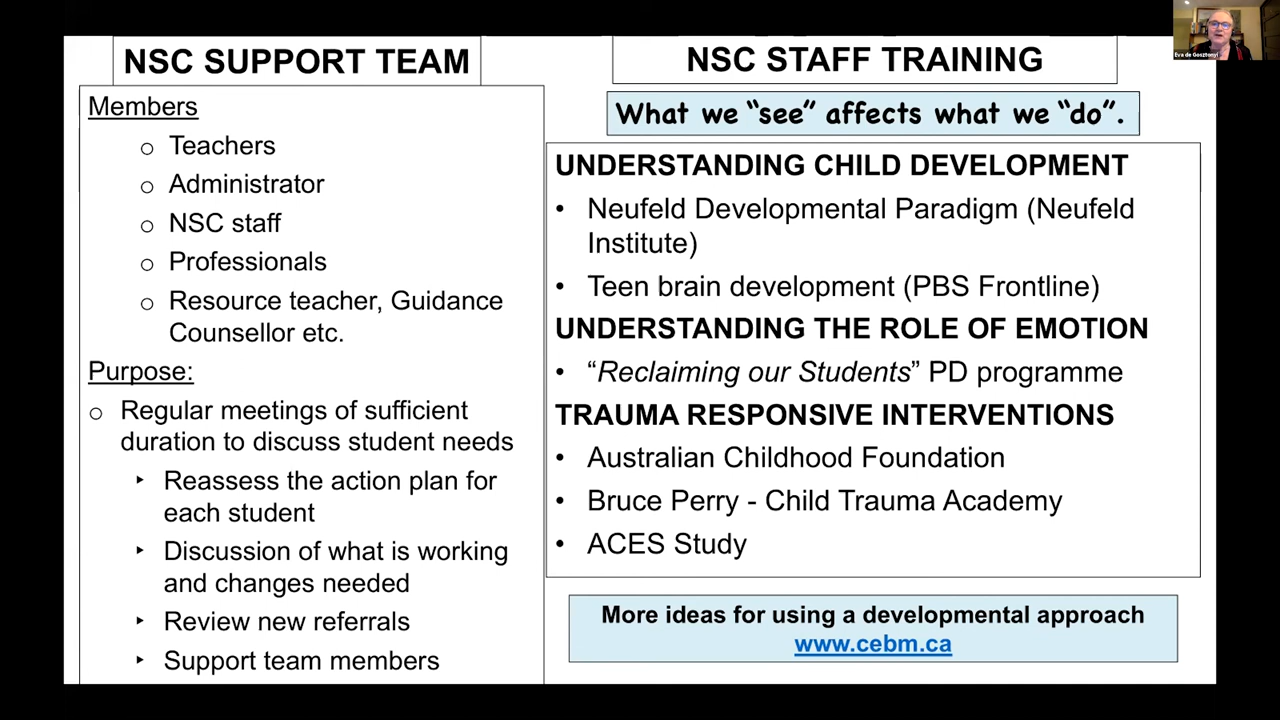 NSC SUPPORT TEAM
Members
o Teachers
o Administrator
o NSC staff
o Professionals
o Resource teacher, Guidance
Counsellor etc.
Purpose:
o Regular meetings of sufficient
duration to discuss student needs
‣ Reassess the action plan for
each student
‣ Discussion of what is working
and changes needed
‣ Review new referrals
‣ Support team members
NSC STAFF TRAINING
What we “see” affects what we “do”.
UNDERSTANDING CHILD DEVELOPMENT
• Neufeld Developmental Paradigm (Neufeld
Institute)
• Teen brain development (PBS Frontline)
UNDERSTANDING THE ROLE OF EMOTION
• “Reclaiming our Students” PD programme
TRAUMA RESPONSIVE INTERVENTIONS
• Australian Childhood Foundation
• Bruce Perry - Child Trauma Academy
• ACES Study
More ideas for using a developmental approach
www.cebm.ca
Eva de Gosztonyi